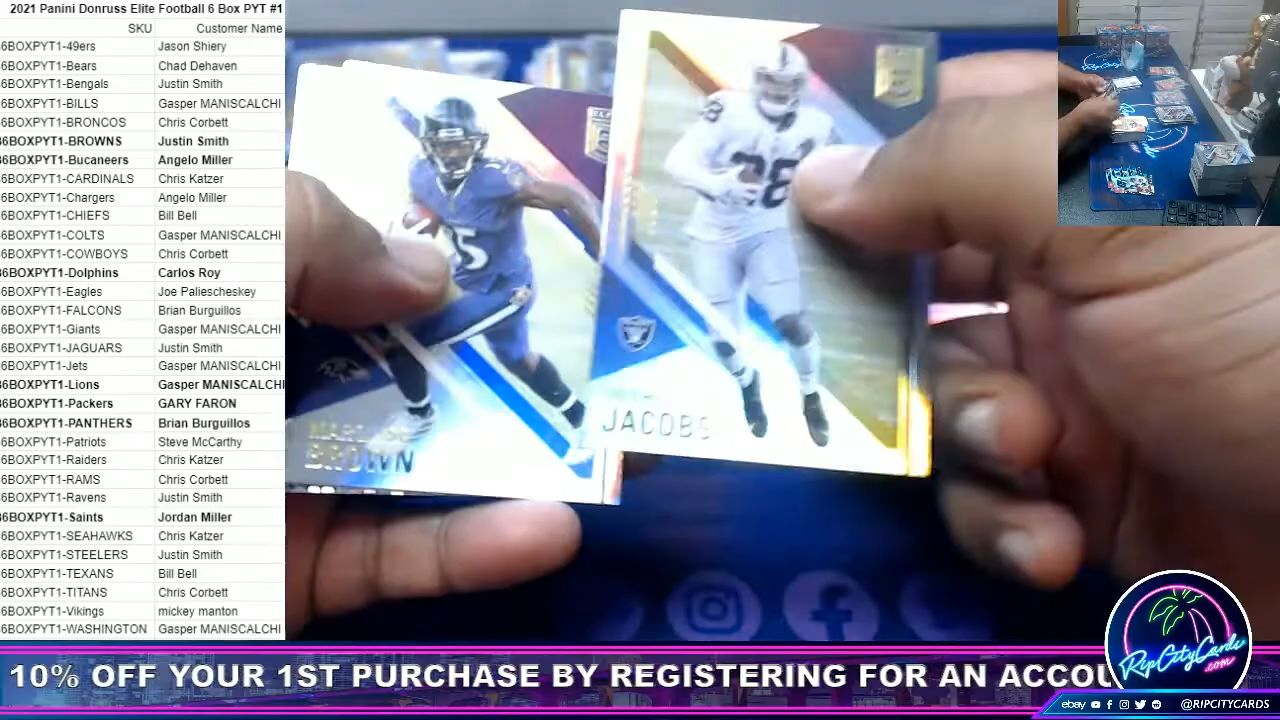 2021 Panini Donruss Elite Football 6 Box PYT #1
SKU Customer Name
6BOXPYT1-49ers Jason Shiery
6BOXPYT1-Bears Chad Dehaven
6BOXPYT1-Bengals Justin Smith
6BOXPYT1-BILLS Gasper MANISCALCHI
6BOXPYT1-BRONCOS Chris Corbett
6BOXPYT1-BROWNS Justin Smith
6BOXPYT1-Bucaneers Angelo Miller
6BOXPYT1-CARDINALS Chris Katzer
6BOXPYT1-Chargers Angelo Miller
6BOXPYT1-CHIEFS Bill Bell
6BOXPYT1-COLTS Gasper MANISCALCHI
6BOXPYT1-COWBOYS Chris Corbett
6BOXPYT1-Dolphins Carlos Roy
6BOXPYT1-Eagles Joe Paliescheskey
6BOXPYT1-FALCONS Brian Burguillos
6BOXPYT1-Giants Gasper MANISCALCHI
6BOXPYT1-JAGUARS Justin Smith
6BOXPYT1-Jets Gasper MANISCALCHI
6BOXPYT1-Lions Gasper MANISCALCHI
6BOXPYT1-Packers GARY FARON
6BOXPYT1-PANTHERS Brian Burguillos
6BOXPYT1-Patriots Steve McCarthy
6BOXPYT1-Raiders Chris Katzer
6BOXPYT1-RAMS Chris Corbett
6BOXPYT1-Ravens Justin Smith
6BOXPYT1-Saints Jordan Miller
6BOXPYT1-SEAHAWKS Chris Katzer
6BOXPYT1-STEELERS Justin Smith
6BOXPYT1-TEXANS Bill Bell
6BOXPYT1-TITANS Chris Corbett
6BOXPYT1-Vikings mickey manton
6BOXPYT1-WASHINGTON Gasper MANISCALCHI
BROWN
JACOBS
28
10% OFF YOUR 1ST PURCHASE BY REGISTERING FOR AN ACCOU
RipCityCards
.com
ebay @RIPCITYCARDS